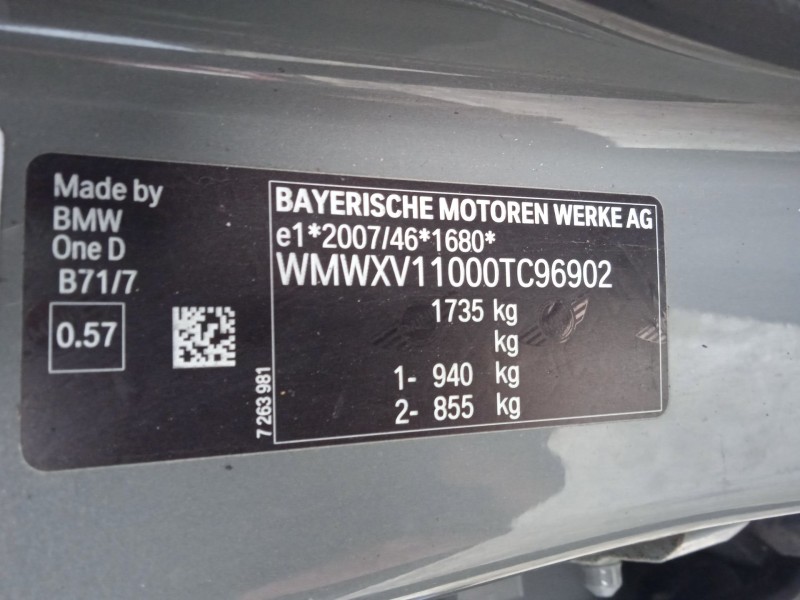 Made by
BMW
One D
B71/7
0.57
7 263 981
BAYERISCHE MOTOREN WERKE AG
e1*2007/46*1680*
WMWXV11000TC96902
1735 kg
kg
1- 940 kg
2- 855 kg